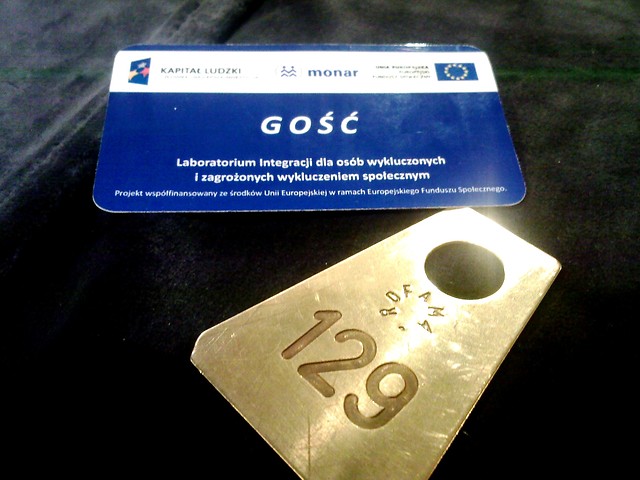 KAPITAŁ LUDZKI
monar
GOŚĆ
Laboratorium Integracji dla osób wykluczonych
i zagrożonych wykluczeniem społecznym
Projekt współfinansowany ze środków Unii Europejskiej w ramach Europejskiego Funduszu Społecznego.
129